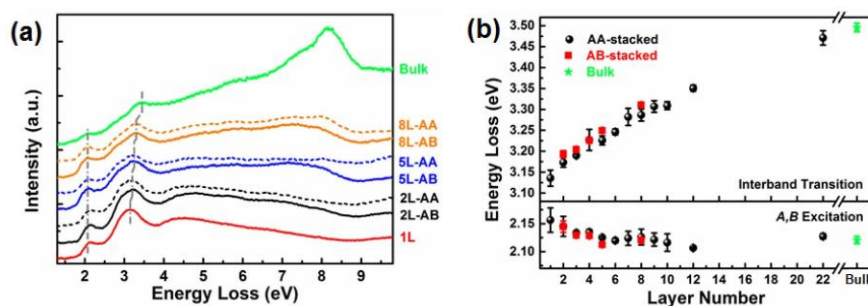 (a)
Intensity (a.u.)
Bulk
8L-AA
8L-AB
5L-AA
5L-AB
2L-AA
2L-AB
1L
2 3 4 5 6 7 8 9
Energy Loss (eV)
(b)
Energy Loss (eV)
3.50
3.45
3.40
3.35
3.30
3.25
3.20
3.15
3.10
2.15
2.10
AA-stacked
AB-stacked
Bulk
Interband Transition
A,B Excitation
2 4 6 8 10 12 22 Bulk
Layer Number